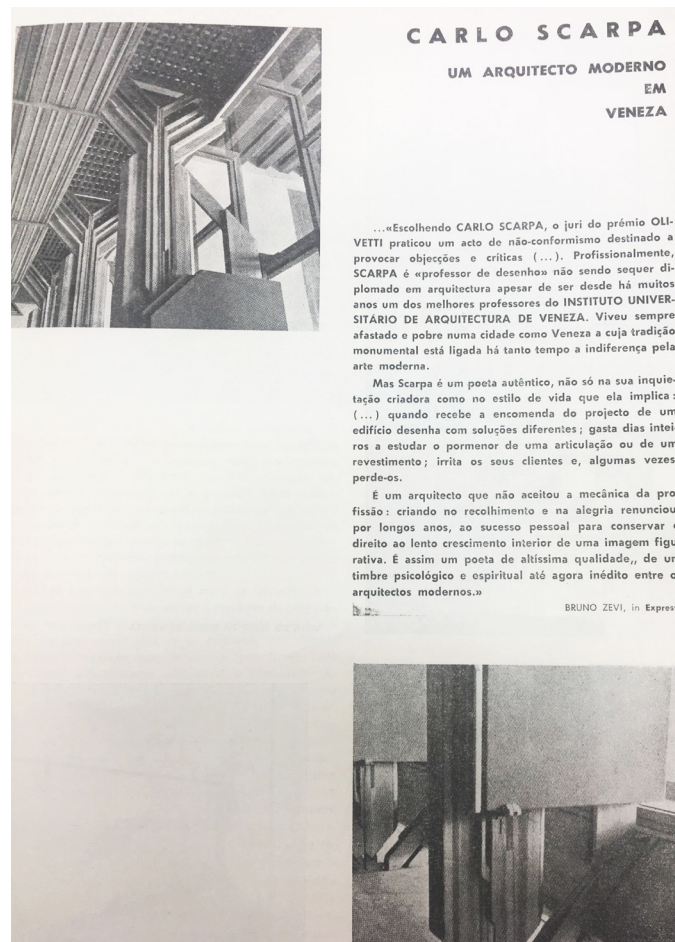 CARLO SCARPA
UM ARQUITECTO MODERNO
EM
VENEZA
...«Escolhendo CARLO SCARPA, o juri do prémio OLI-
VETTI praticou um acto de não-conformismo destinado a
provocar objecções e críticas (...). Profissionalmente,
SCARPA é «professor de desenho» não sendo sequer di-
plomado em arquitectura apesar de ser desde há muitos
anos um dos melhores professores do INSTITUTO UNIVER-
SITÁRIO DE ARQUITECTURA DE VENEZA. Viveu sempre
afastado e pobre numa cidade como Veneza a cuja tradição
monumental está ligada há tanto tempo a indiferença pela
arte moderna.
Mas Scarpa é um poeta autêntico, não só na sua inquie-
tação criadora como no estilo de vida que ela implica:
(...) quando recebe a encomenda do projecto de um
edifício desenha com soluções diferentes; gasta dias intei
ros a estudar o pormenor de uma articulação ou de um
revestimento; irrita os seus clientes e, algumas vezes
perde-os.
É um arquitecto que não aceitou a mecânica da pro
fissão: criando no recolhimento e na alegria renunciou
por longos anos, ao sucesso pessoal para conservar
direito ao lento crescimento interior de uma imagem figu
rativa. É assim um poeta de altíssima qualidade,, de um
timbre psicológico e espiritual até agora inédito entre
arquitectos modernos.»
BRUNO ZEVI, in Express